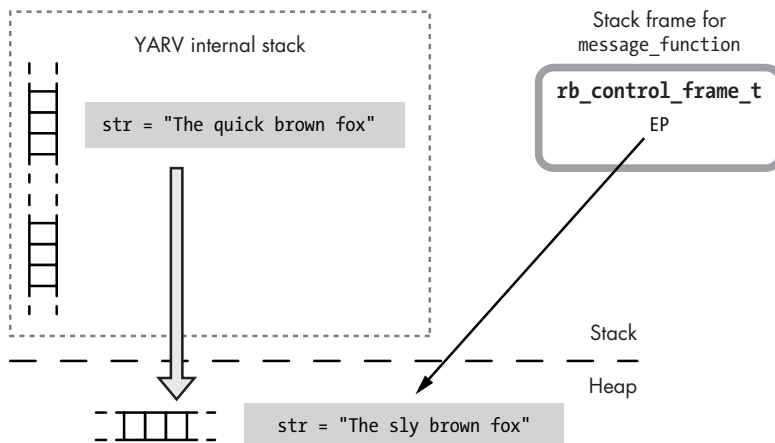 YARV internal stack
str = "The quick brown fox"
Stack frame for
message_function
rb_control_frame_t
EP
Stack
Heap
str = "The sly brown fox"